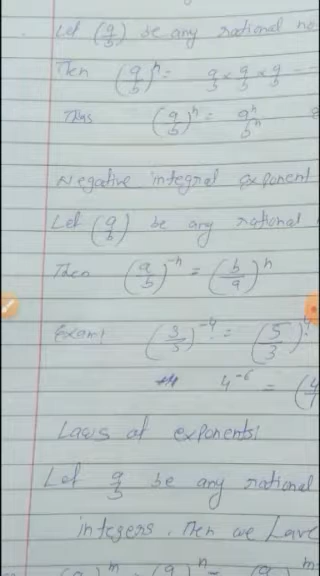 Let (a/b) be any rational no
Then (a/b)^n = a/b × a/b × a/b ---
Thus (a/b)^n = a^n/b^n
Negative integral exponent
Let (a/b) be any rational
Then (a/b)^-n = (b/a)^n
Exam (3/5)^-4 = (5/3)^4
4^-6 = (
Laws of exponents
Let a/b be any rational
integers. Then we have